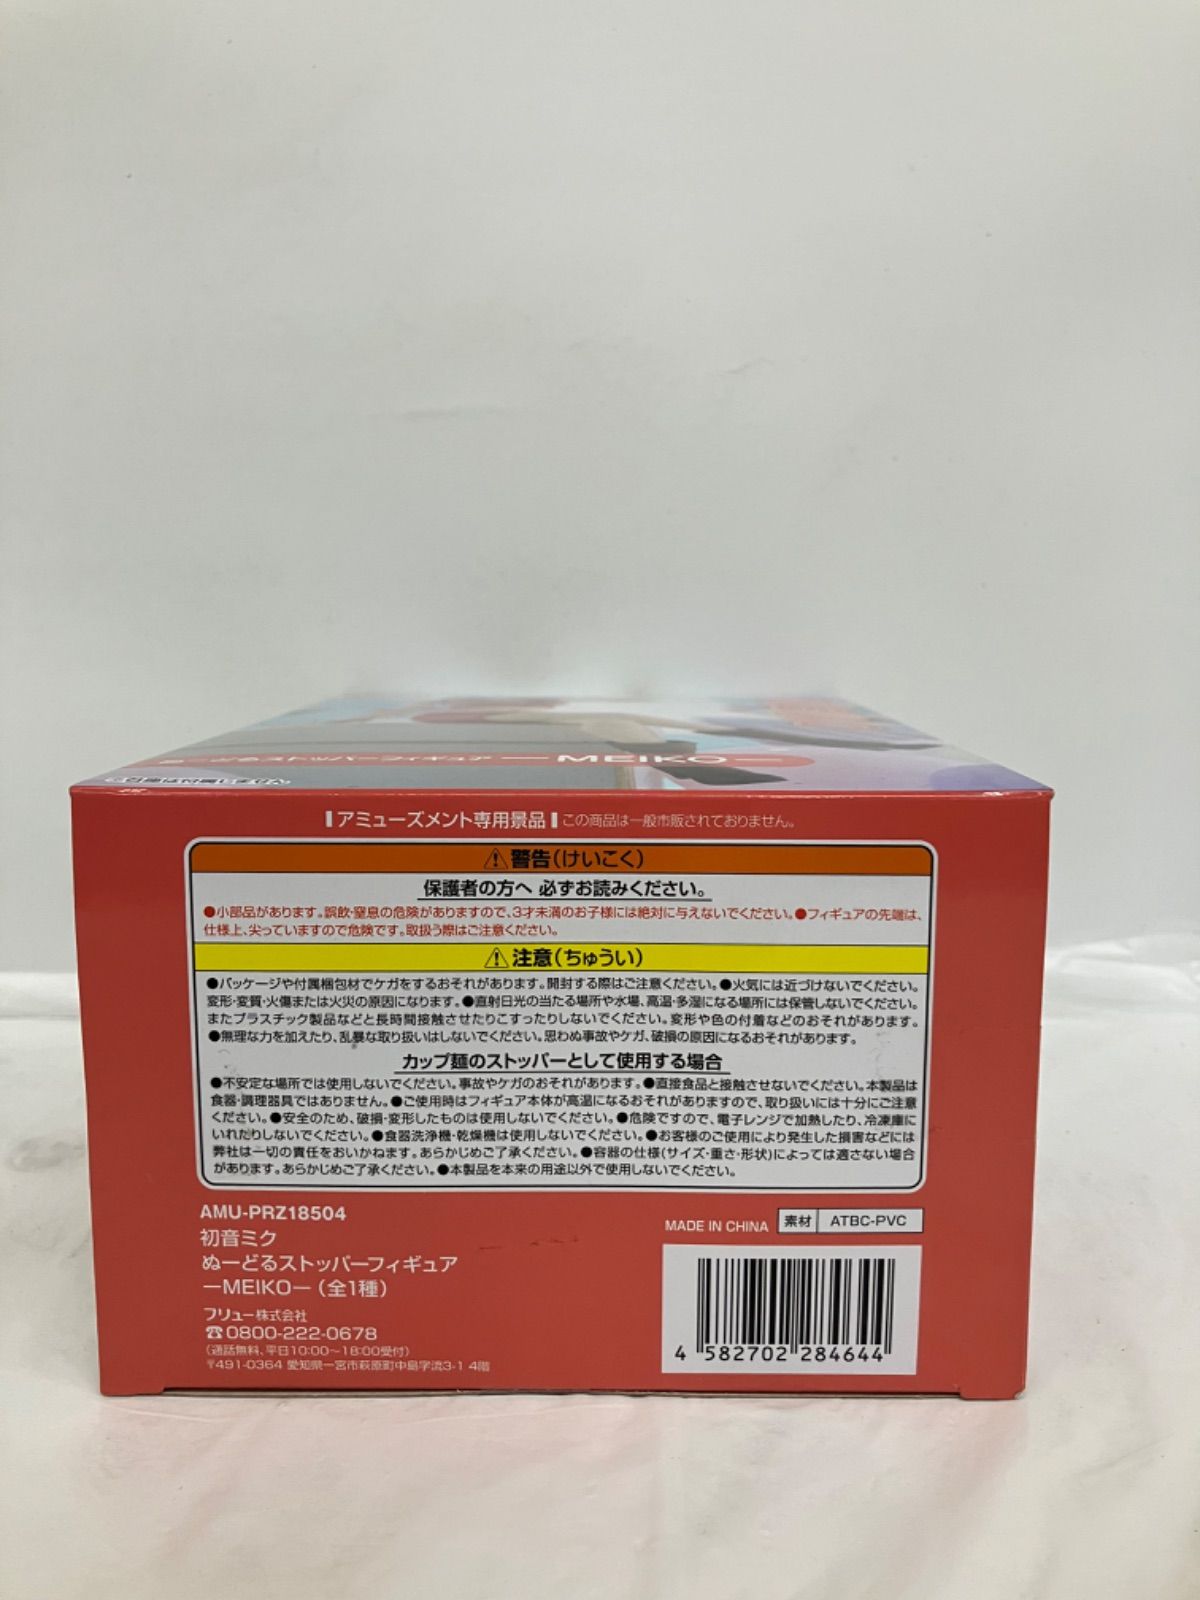 ストッパーフィギュア —MEIKO—
アミューズメント専用景品 この商品は一般市販されておりません。
⚠警告(けいこく)
保護者の方へ 必ずお読みください。
●小部品があります。誤飲・窒息の危険がありますので、3才未満のお子様には絶対に与えないでください。●フィギュアの先端は、
仕様上、尖っていますので危険です。取扱う際はご注意ください。
⚠注意(ちゅうい)
●パッケージや付属梱包材でケガをするおそれがあります。開封する際はご注意ください。●火気には近づけないでください。
変形・変質・火傷または火災の原因になります。●直射日光の当たる場所や水場、高温・多湿になる場所には保管しないでください。
またプラスチック製品などと長時間接触させたりこすったりしないでください。変形や色の付着などのおそれがあります。
●無理な力を加えたり、乱暴な取り扱いはしないでください。思わぬ事故やケガ、破損の原因になるおそれがあります。
カップ麺のストッパーとして使用する場合
●不安定な場所では使用しないでください。事故やケガのおそれがあります。●直接食品と接触させないでください。本製品は
食器・調理器具ではありません。●ご使用時はフィギュア本体が高温になるおそれがありますので、取り扱いには十分にご注意
ください。●安全のため、破損・変形したものは使用しないでください。●危険ですので、電子レンジで加熱したり、冷凍庫に
いれたりしないでください。●食器洗浄機・乾燥機は使用しないでください。●お客様のご使用により発生した損害などには
弊社は一切の責任をおいかねます。あらかじめご了承ください。●容器の仕様(サイズ・重さ・形状)によっては適さない場合
があります。あらかじめご了承ください。●本製品を本来の用途以外で使用しないでください。
AMU-PRZ18504
初音ミク
ぬーどるストッパーフィギュア
—MEIKO—(全1種)
フリュー株式会社
☎0800-222-0678
(通話無料、平日10:00〜18:00受付)
〒491-0364 愛知県一宮市萩原町中島字流3-1 4階
MADE IN CHINA 素材 ATBC-PVC
4 582702 284644